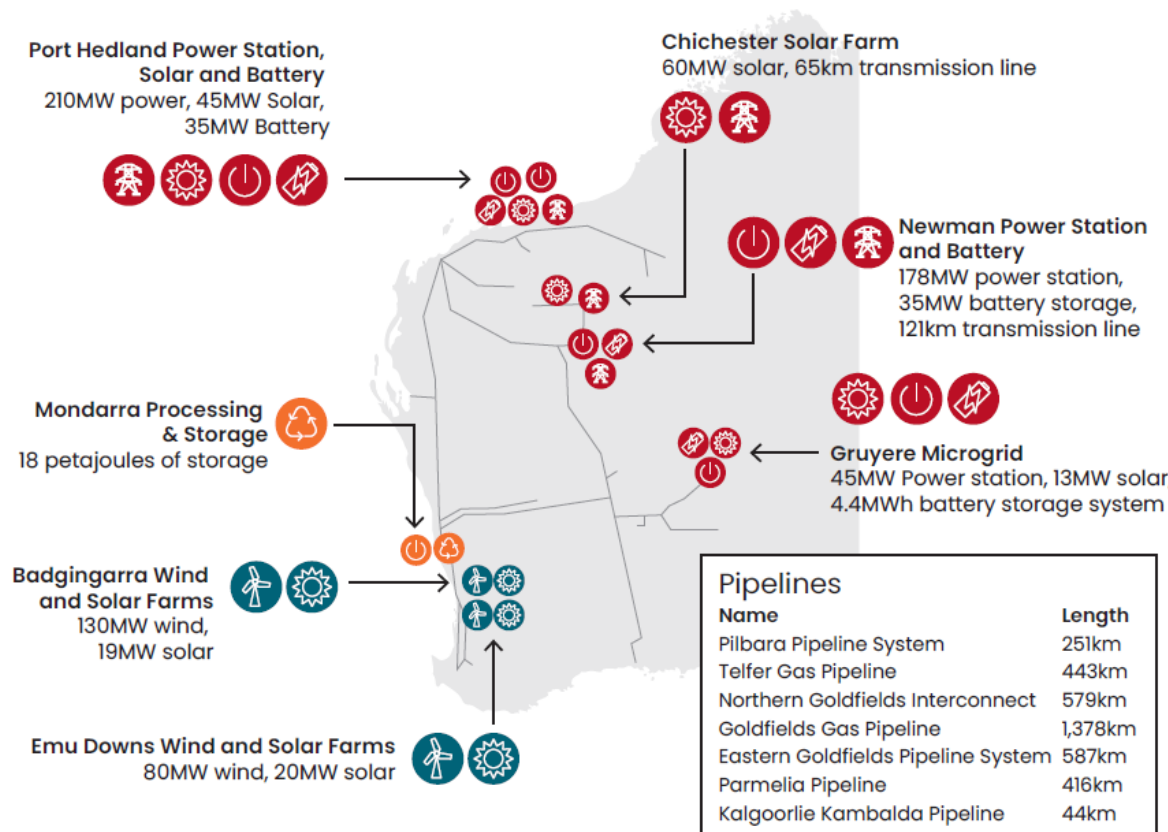 Port Hedland Power Station,
Solar and Battery
210MW power, 45MW Solar,
35MW Battery
Chichester Solar Farm
60MW solar, 65km transmission line
Newman Power Station
and Battery
178MW power station,
35MW battery storage,
121km transmission line
Mondarra Processing
& Storage
18 petajoules of storage
Gruyere Microgrid
45MW Power station, 13MW solar
4.4MWh battery storage system
Badgingarra Wind
and Solar Farms
130MW wind,
19MW solar
Emu Downs Wind and Solar Farms
80MW wind, 20MW solar
Pipelines
Name Length
Pilbara Pipeline System 251km
Telfer Gas Pipeline 443km
Northern Goldfields Interconnect 579km
Goldfields Gas Pipeline 1,378km
Eastern Goldfields Pipeline System 587km
Parmelia Pipeline 416km
Kalgoorlie Kambalda Pipeline 44km